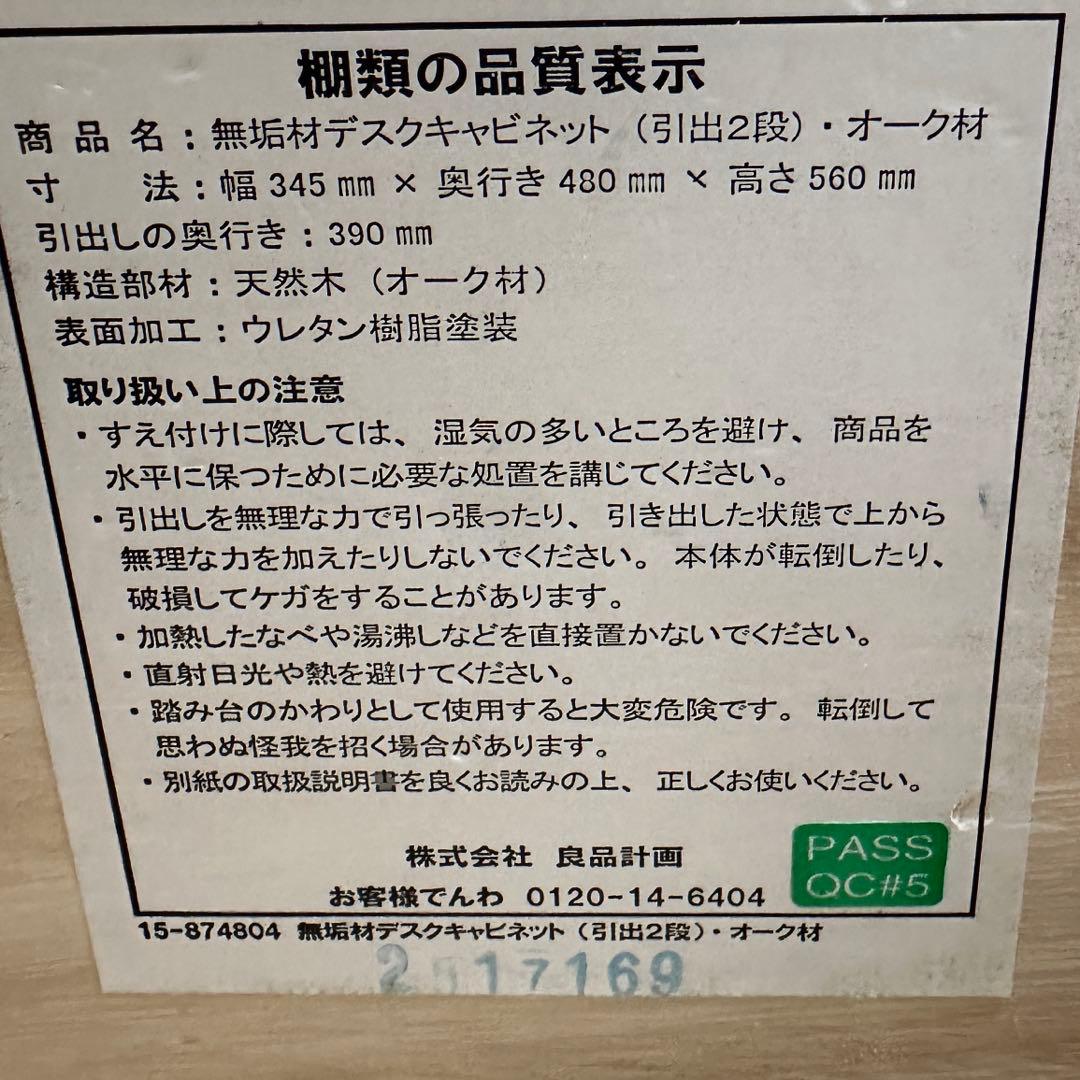 棚類の品質表示
商品名：無垢材デスクキャビネット（引出2段）・オーク材
寸法：幅345mm × 奥行き480mm × 高さ560mm
引出しの奥行き：390mm
構造部材：天然木（オーク材）
表面加工：ウレタン樹脂塗装
取り扱い上の注意
・すえ付けに際しては、湿気の多いところを避け、商品を
水平に保つために必要な処置を講じてください。
・引出しを無理な力で引っ張ったり、引き出した状態で上から
無理な力を加えたりしないでください。本体が転倒したり、
破損してケガをすることがあります。
・加熱したなべや湯沸しなどを直接置かないでください。
・直射日光や熱を避けてください。
・踏み台のかわりとして使用すると大変危険です。転倒して
思わぬ怪我を招く場合があります。
・別紙の取扱説明書を良くお読みの上、正しくお使いください。
株式会社 良品計画
お客様でんわ 0120-14-6404
PASS
QC#5
15-874804 無垢材デスクキャビネット（引出2段）・オーク材